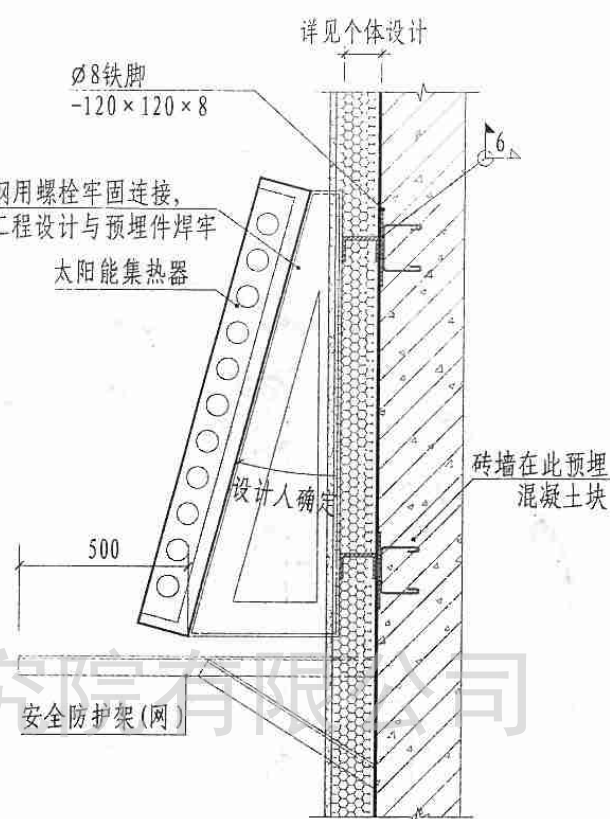 详见个体设计
ø8铁脚
-120×120×8
6
钢用螺栓牢固连接,
工程设计与预埋件焊牢
太阳能集热器
设计人确定
砖墙在此预埋
混凝土块
500
安全防护架(网)
究院有限公司